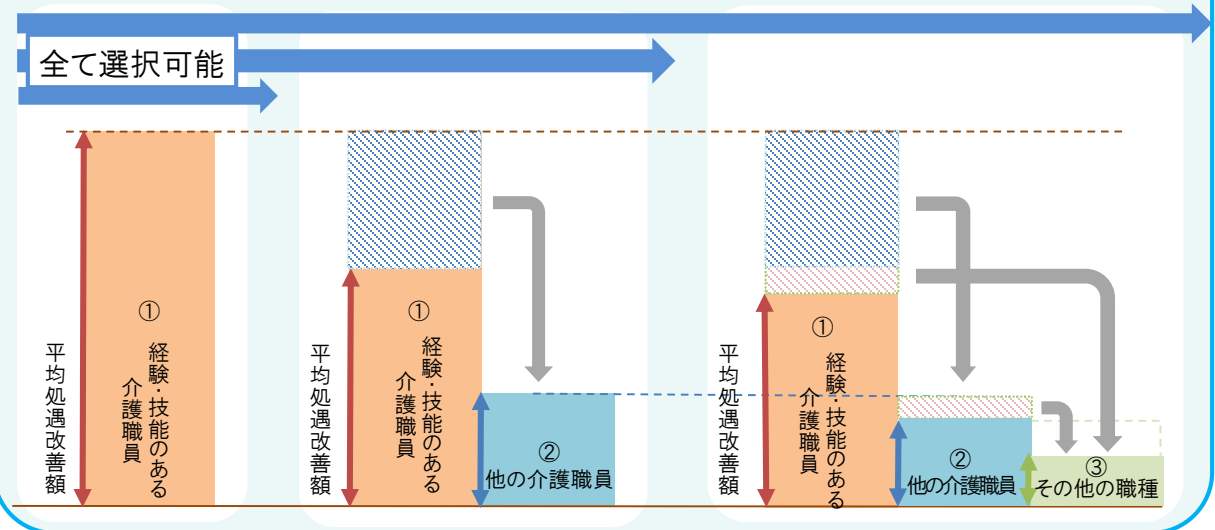 全て選択可能
平均処遇改善額
①
経験・技能のある
介護職員
平均処遇改善額
①
経験・技能のある
介護職員
②
他の介護職員
平均処遇改善額
①
経験・技能のある
介護職員
②
他の介護職員
③
その他の職種